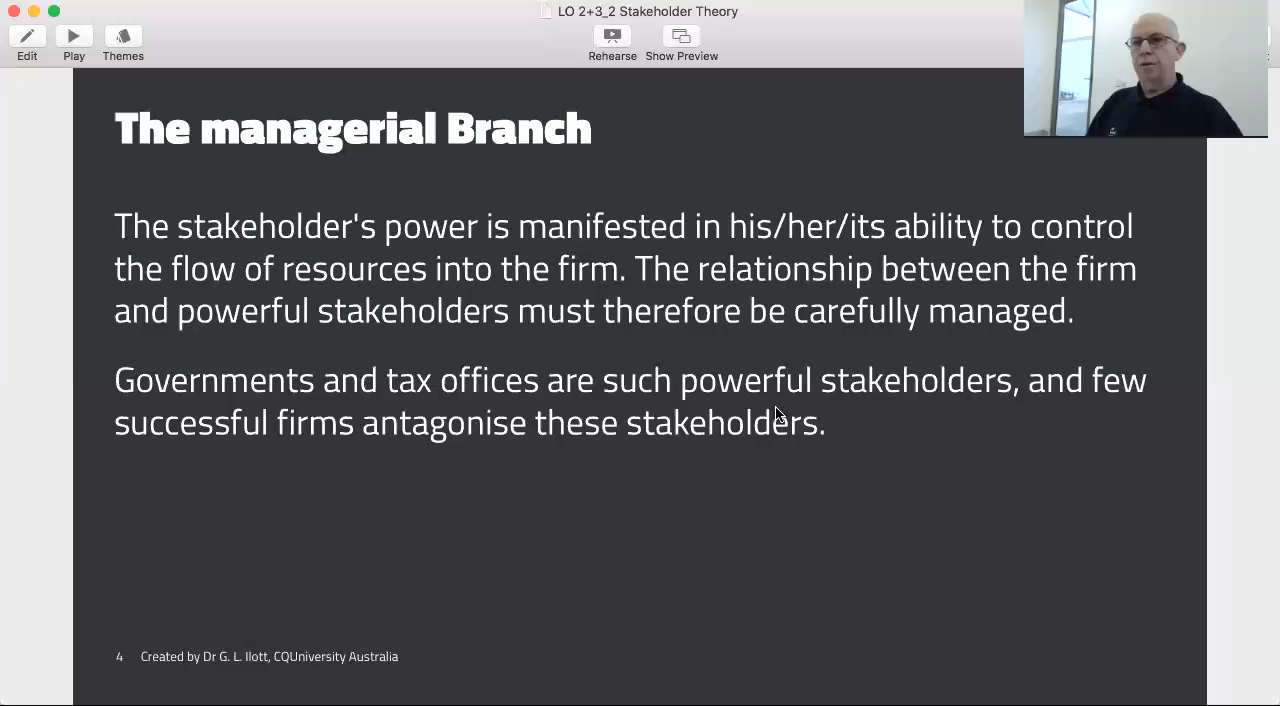 LO 2+3_2 Stakeholder Theory
Edit
Play
Themes
Rehearse
Show Preview
The managerial Branch
The stakeholder's power is manifested in his/her/its ability to control
the flow of resources into the firm. The relationship between the firm
and powerful stakeholders must therefore be carefully managed.
Governments and tax offices are such powerful stakeholders, and few
successful firms antagonise these stakeholders.
4 Created by Dr G. L. Ilott, CQUniversity Australia